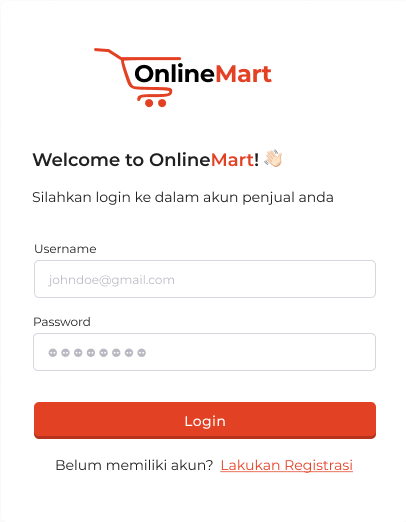 OnlineMart
Welcome to OnlineMart! 👋🏻
Silahkan login ke dalam akun penjual anda
Username
johndoe@gmail.com
Password
Login
Belum memiliki akun? Lakukan Registrasi